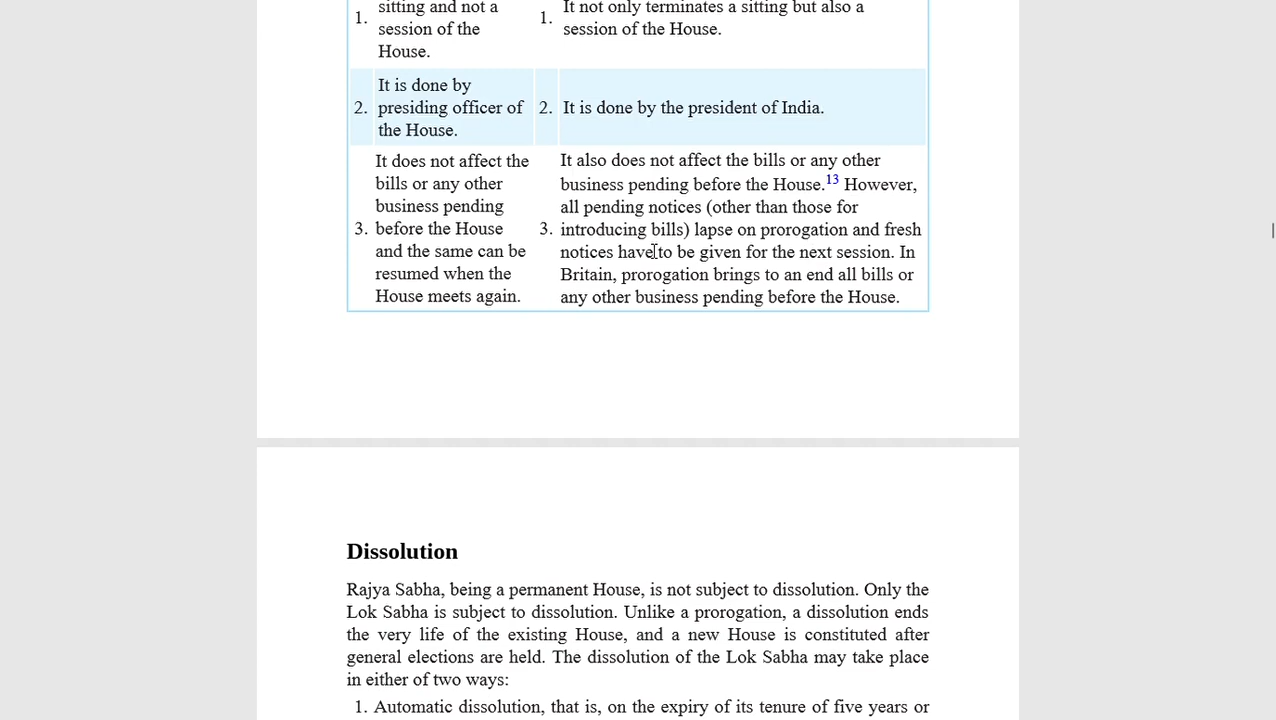 sitting and not a
1. session of the
House.
It not only terminates a sitting but also a
1. session of the House.
It is done by
2. presiding officer of
the House.
2. It is done by the president of India.
It does not affect the
bills or any other
business pending
3. before the House
and the same can be
resumed when the
House meets again.
It also does not affect the bills or any other
business pending before the House.13 However,
all pending notices (other than those for
3. introducing bills) lapse on prorogation and fresh
notices have to be given for the next session. In
Britain, prorogation brings to an end all bills or
any other business pending before the House.
Dissolution
Rajya Sabha, being a permanent House, is not subject to dissolution. Only the
Lok Sabha is subject to dissolution. Unlike a prorogation, a dissolution ends
the very life of the existing House, and a new House is constituted after
general elections are held. The dissolution of the Lok Sabha may take place
in either of two ways:
1. Automatic dissolution, that is, on the expiry of its tenure of five years or